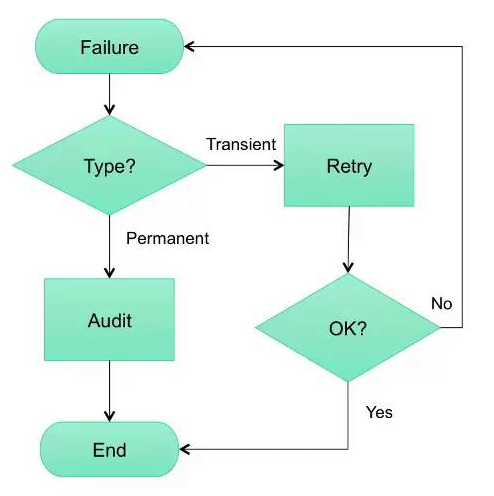 Failure
Type?
Transient
Retry
Permanent
Audit
OK?
No
Yes
End